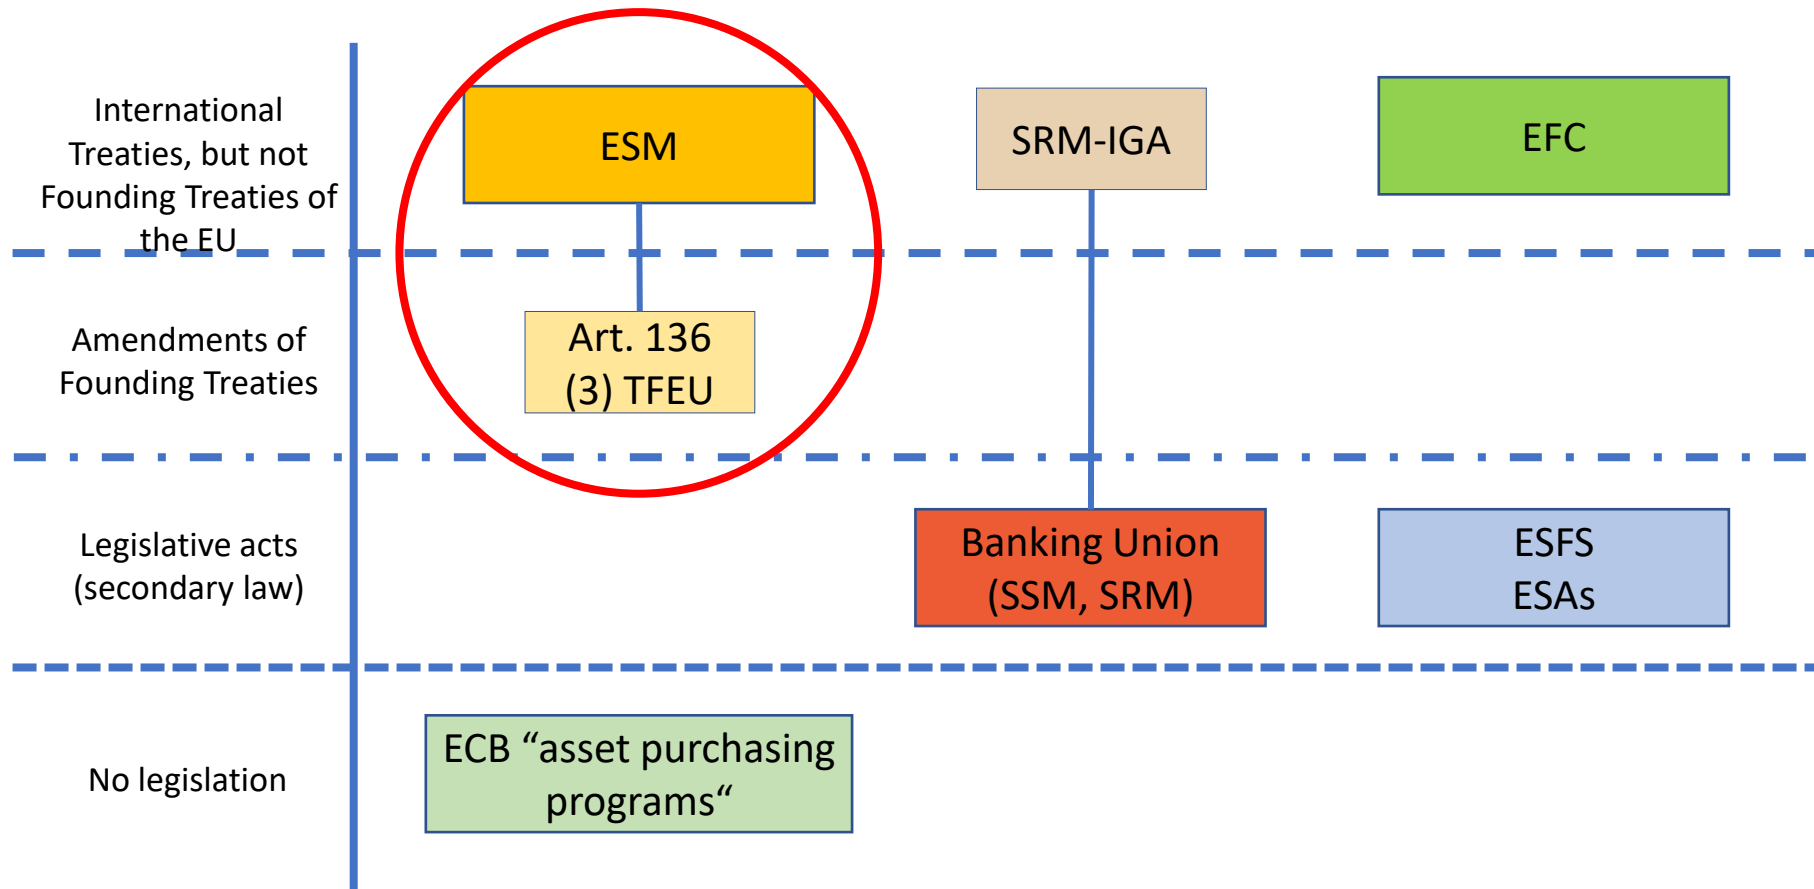 International
Treaties, but not
Founding Treaties of
the EU
ESM
SRM-IGA
EFC
Amendments of
Founding Treaties
Art. 136
(3) TFEU
Legislative acts
(secondary law)
Banking Union
(SSM, SRM)
ESFS
ESAs
No legislation
ECB “asset purchasing
programs“